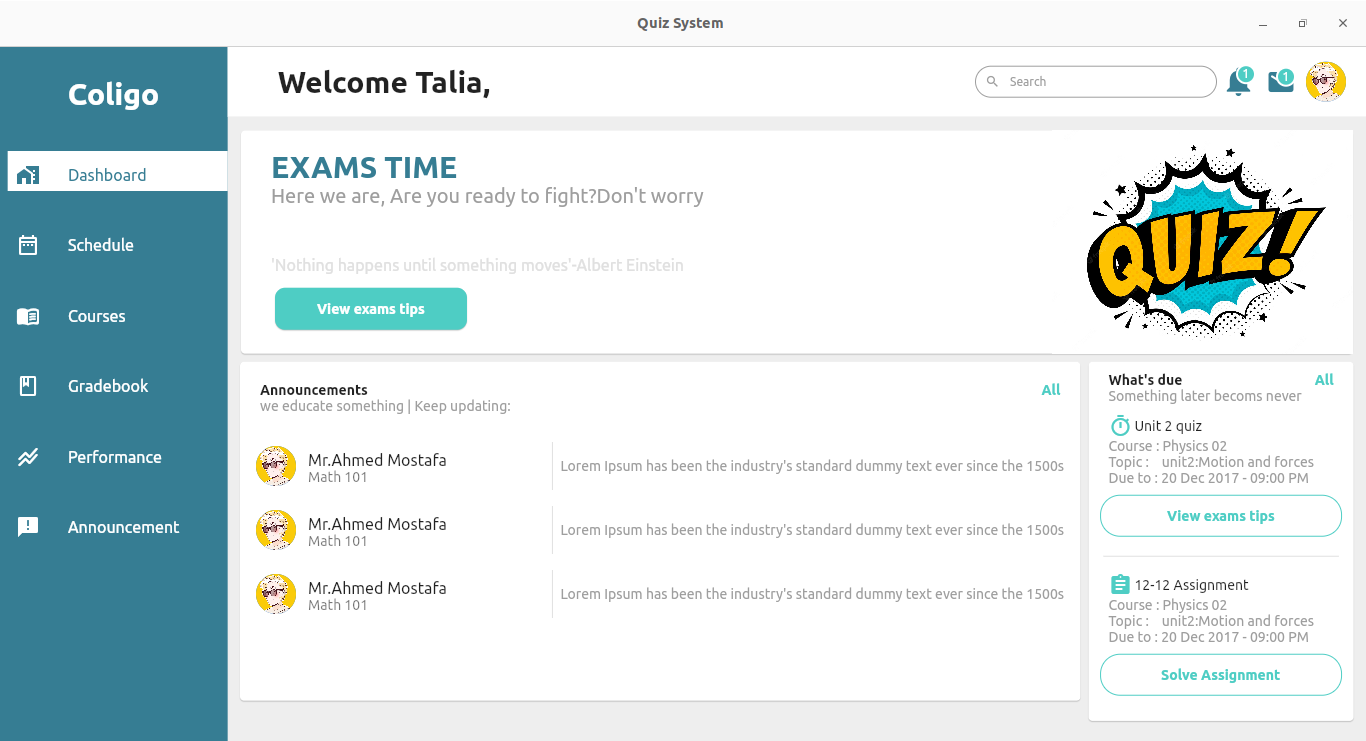 Quiz System
Coligo
Welcome Talia,
Search
1
1
Dashboard
Schedule
Courses
Gradebook
Performance
Announcement
EXAMS TIME
Here we are, Are you ready to fight?Don't worry
'Nothing happens until something moves'-Albert Einstein
View exams tips
QUIZ!
Announcements
All
we educate something | Keep updating:
Mr.Ahmed Mostafa
Math 101
Lorem Ipsum has been the industry's standard dummy text ever since the 1500s
Mr.Ahmed Mostafa
Math 101
Lorem Ipsum has been the industry's standard dummy text ever since the 1500s
Mr.Ahmed Mostafa
Math 101
Lorem Ipsum has been the industry's standard dummy text ever since the 1500s
What's due
All
Something later becoms never
Unit 2 quiz
Course : Physics 02
Topic : unit2:Motion and forces
Due to : 20 Dec 2017 - 09:00 PM
View exams tips
12-12 Assignment
Course : Physics 02
Topic : unit2:Motion and forces
Due to : 20 Dec 2017 - 09:00 PM
Solve Assignment